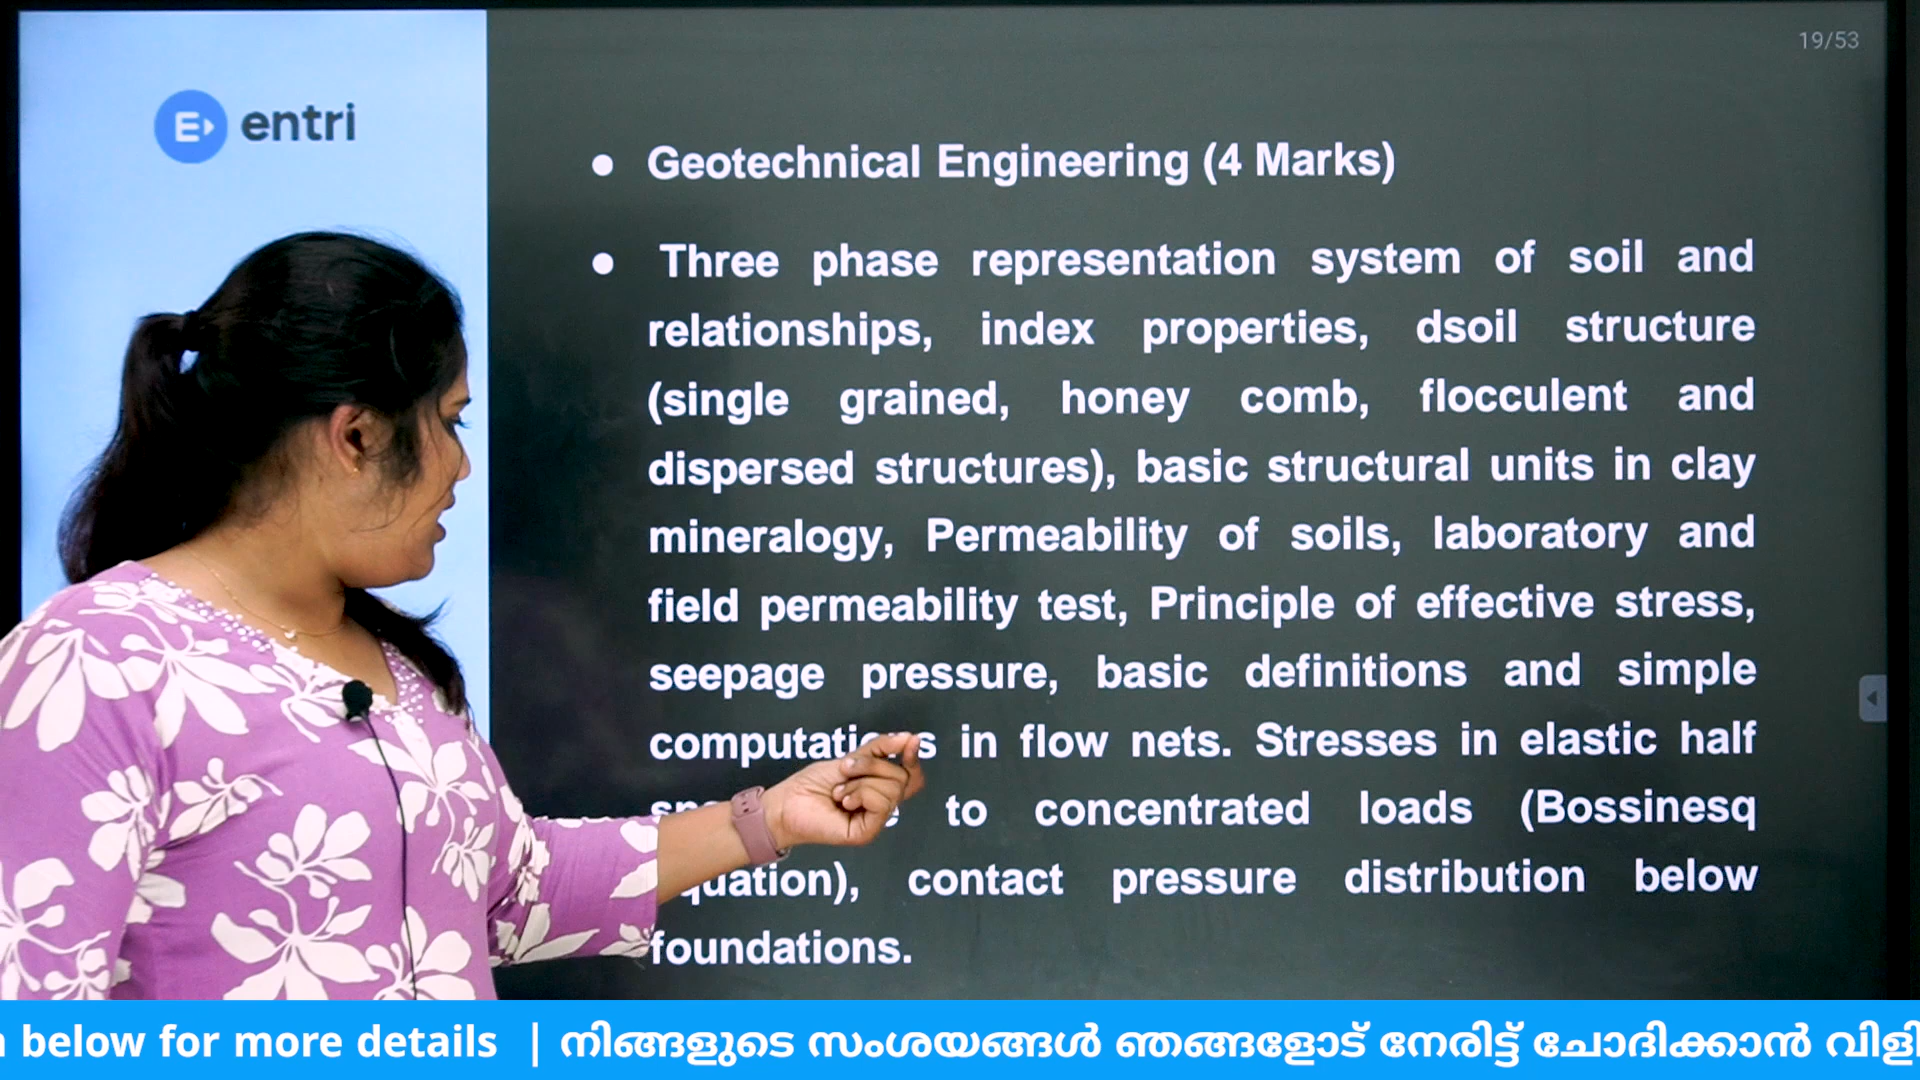 19/53
E entri
• Geotechnical Engineering (4 Marks)
• Three phase representation system of soil and
relationships, index properties, dsoil structure
(single grained, honey comb, flocculent and
dispersed structures), basic structural units in clay
mineralogy, Permeability of soils, laboratory and
field permeability test, Principle of effective stress,
seepage pressure, basic definitions and simple
in flow nets. Stresses in elastic half
to concentrated loads (Bossinesq
contact pressure distribution below
foundations.
below for more details | നിങ്ങളുടെ സംശയങ്ങൾ ഞങ്ങളോട് നേരിട്ട് ചോദിക്കാൻ